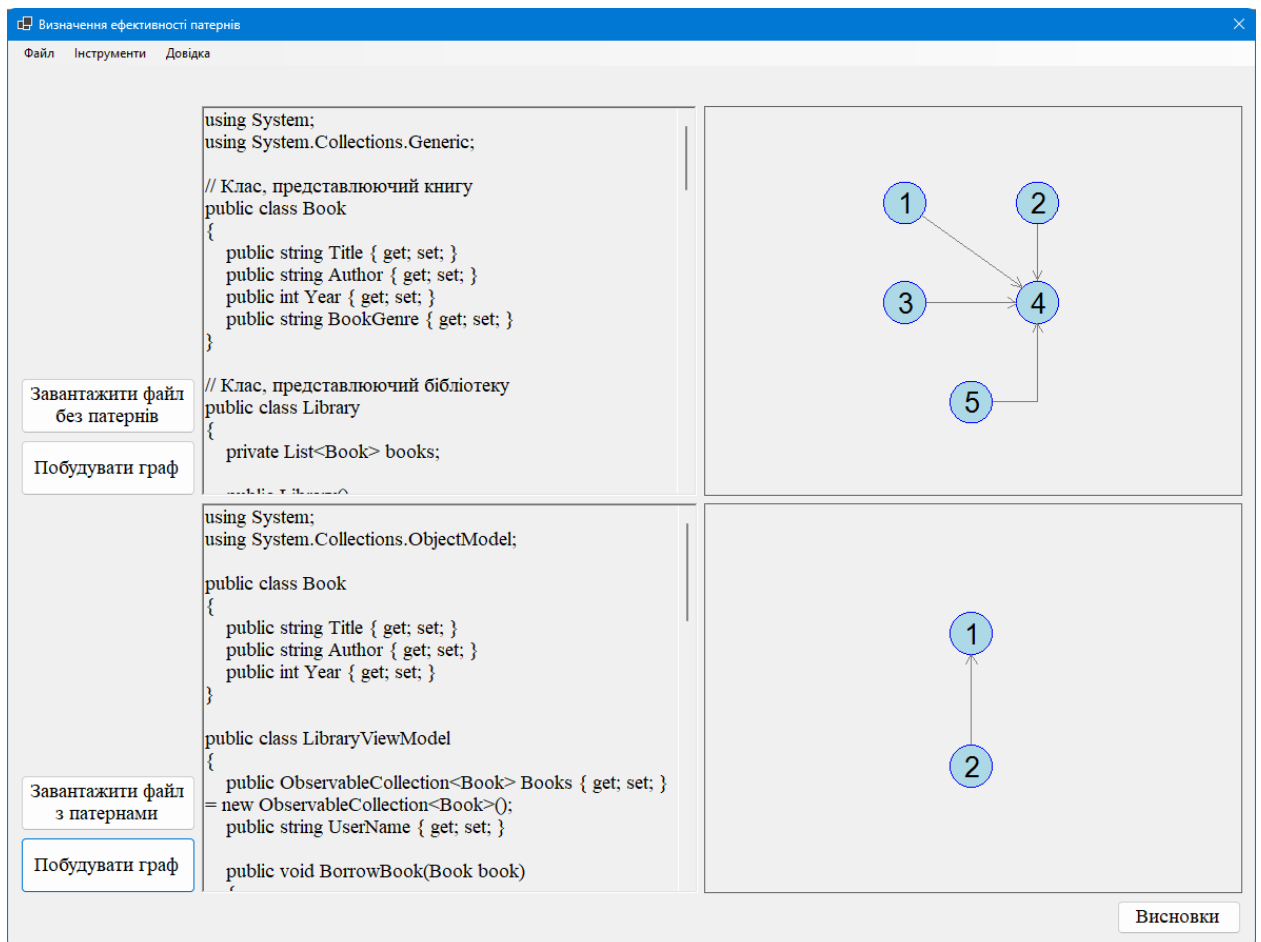 Визначення ефективності патернів
Файл Інструменти Довідка
using System;
using System.Collections.Generic;
// Клас, представлюючий книгу
public class Book
{
public string Title { get; set; }
public string Author { get; set; }
public int Year { get; set; }
public string BookGenre { get; set; }
}
// Клас, представлюючий бібліотеку
public class Library
{
private List<Book> books;
public Library()
Завантажити файл
без патернів
Побудувати граф
1
2
3
4
5
using System;
using System.Collections.ObjectModel;
public class Book
{
public string Title { get; set; }
public string Author { get; set; }
public int Year { get; set; }
}
public class LibraryViewModel
{
public ObservableCollection<Book> Books { get; set; }
= new ObservableCollection<Book>();
public string UserName { get; set; }
public void BorrowBook(Book book)
{
Завантажити файл
з патернами
Побудувати граф
1
2
Висновки